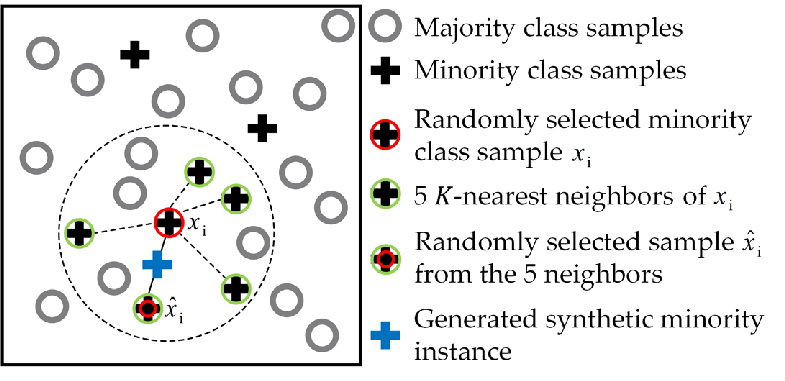 Majority class samples
Minority class samples
Randomly selected minority
class sample xᵢ
5 K-nearest neighbors of xᵢ
Randomly selected sample x̂ᵢ
from the 5 neighbors
Generated synthetic minority
instance
xᵢ
x̂ᵢ